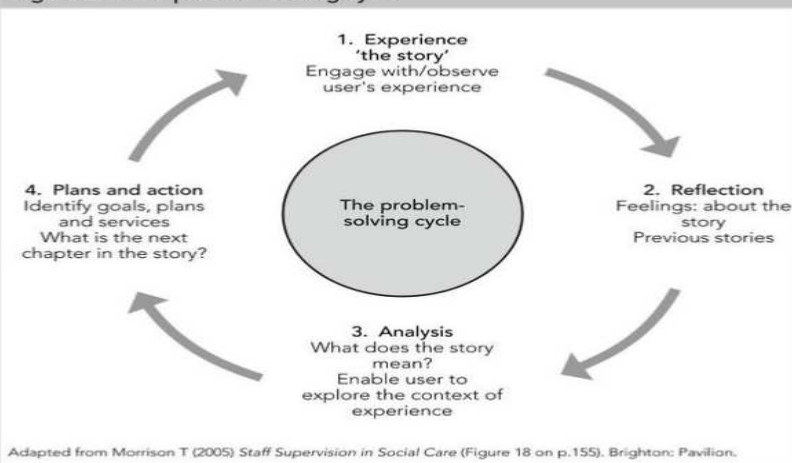 1. Experience
'the story'
Engage with/observe
user's experience
2. Reflection
Feelings: about the
story
Previous stories
3. Analysis
What does the story
mean?
Enable user to
explore the context of
experience
4. Plans and action
Identify goals, plans
and services
What is the next
chapter in the story?
The problem-
solving cycle
Adapted from Morrison T (2005) Staff Supervision in Social Care (Figure 18 on p.155). Brighton: Pavilion.